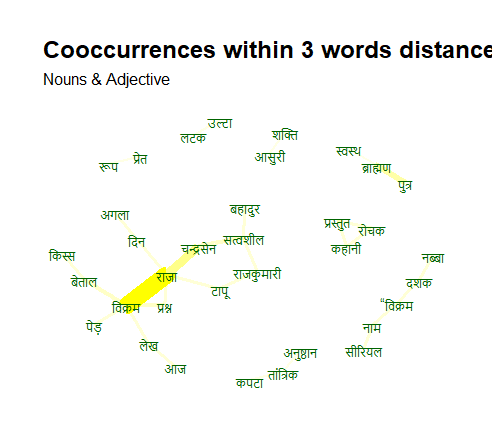 Cooccurrences within 3 words distance
Nouns & Adjective
उल्टा
लटक
शक्ति
स्वस्थ
रूप
प्रेत
आसुरी
ब्राह्मण
पुत्र
अगला
बहादुर
प्रस्तुत
रोचक
दिन
चन्द्रसेन
सत्वशील
कहानी
किस्स
नब्बा
बेताल
राजा
राजकुमारी
दशक
टापू
विक्रम
प्रश्न
“विक्रम
पेड़
नाम
लेख
अनुष्ठान
सीरियल
आज
कपटा
तांत्रिक